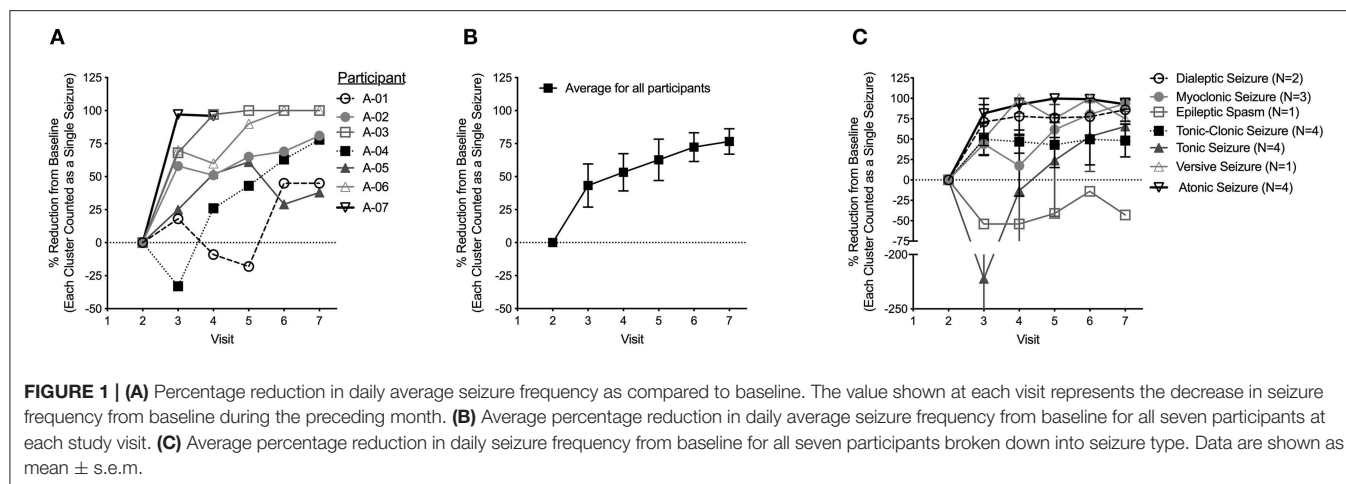 A
% Reduction from Baseline
(Each Cluster Counted as a Single Seizure)
125
100
75
50
25
0
-25
-50
1 2 3 4 5 6 7
Visit
Participant
A-01
A-02
A-03
A-04
A-05
A-06
A-07
B
% Reduction from Baseline
(Each Cluster Counted as a Single Seizure)
125
100
75
50
25
0
-25
-50
1 2 3 4 5 6 7
Visit
Average for all participants
C
% Reduction from Baseline
(Each Cluster Counted as a Single Seizure)
125
100
75
50
25
0
-25
-50
-75
-200
-250
1 2 3 4 5 6 7
Visit
Dialeptic Seizure (N=2)
Myoclonic Seizure (N=3)
Epileptic Spasm (N=1)
Tonic-Clonic Seizure (N=4)
Tonic Seizure (N=4)
Versive Seizure (N=1)
Atonic Seizure (N=4)
FIGURE 1 | (A) Percentage reduction in daily average seizure frequency as compared to baseline. The value shown at each visit represents the decrease in seizure
frequency from baseline during the preceding month. (B) Average percentage reduction in daily average seizure frequency from baseline for all seven participants at
each study visit. (C) Average percentage reduction in daily seizure frequency from baseline for all seven participants broken down into seizure type. Data are shown as
mean ± s.e.m.